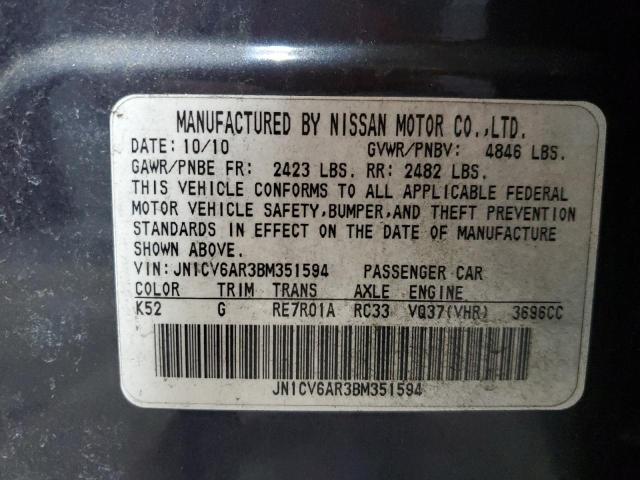 MANUFACTURED BY NISSAN MOTOR CO.,LTD.
DATE: 10/10 GVWR/PNBV: 4846 LBS.
GAWR/PNBE FR: 2423 LBS. RR: 2482 LBS.
THIS VEHICLE CONFORMS TO ALL APPLICABLE FEDERAL
MOTOR VEHICLE SAFETY,BUMPER,AND THEFT PREVENTION
STANDARDS IN EFFECT ON THE DATE OF MANUFACTURE
SHOWN ABOVE.
VIN:JN1CV6AR3BM351594 PASSENGER CAR
COLOR TRIM TRANS AXLE ENGINE
K52 G RE7R01A RC33 VQ37(VHR) 3696CC
JN1CV6AR3BM351594